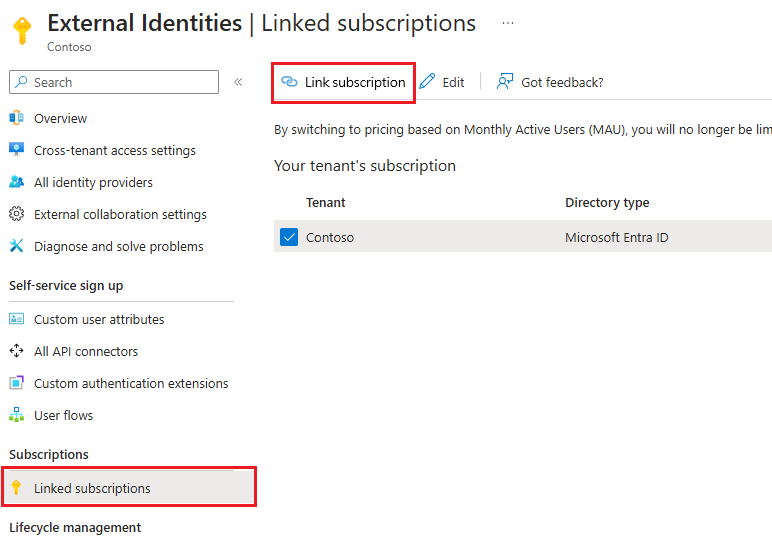 External Identities | Linked subscriptions ...
Contoso
Search «
Overview
Cross-tenant access settings
All identity providers
External collaboration settings
Diagnose and solve problems
Self-service sign up
Custom user attributes
All API connectors
Custom authentication extensions
User flows
Subscriptions
Linked subscriptions
Lifecycle management
Link subscription Edit Got feedback?
By switching to pricing based on Monthly Active Users (MAU), you will no longer be lim
Your tenant's subscription
Tenant Directory type
Contoso Microsoft Entra ID